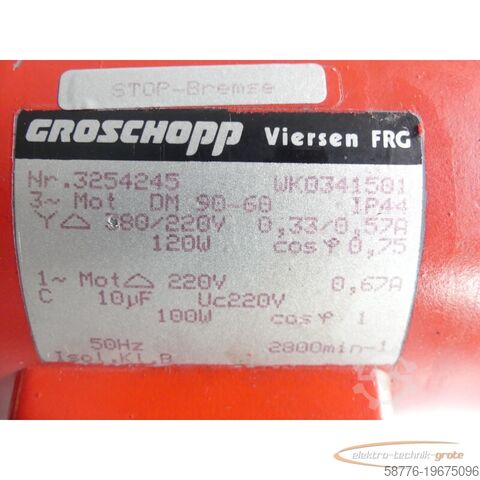 STOP-Bremse
GROSCHOPP Viersen FRG
Nr. 3254245 WK0341501
3~ Mot DM 90-60 IP44
Y △ 380/220V 0,33/0,57A
120W cos φ 0,75
1~ Mot △ 220V 0,67A
C 10µF Uc220V
100W cos φ 1
50Hz 2800min-1
Isol.Kl.B
elektro-technik-grote
58776-19675096